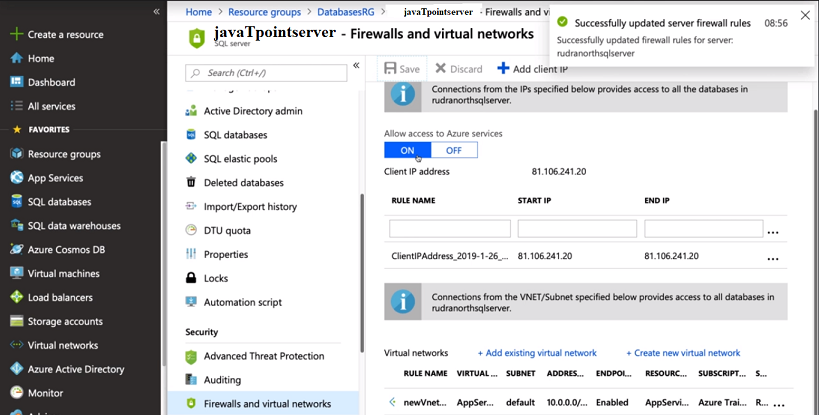 «
Create a resource
Home
Dashboard
All services
FAVORITES
Resource groups
App Services
SQL databases
SQL data warehouses
Azure Cosmos DB
Virtual machines
Load balancers
Storage accounts
Virtual networks
Azure Active Directory
Monitor
Home > Resource groups > DatabasesRG > javaTpointserver - Firewalls and vi
javaTpointserver - Firewalls and virtual networks
SQL server
Search (Ctrl+/)
«
Active Directory admin
SQL databases
SQL elastic pools
Deleted databases
Import/Export history
DTU quota
Properties
Locks
Automation script
Security
Advanced Threat Protection
Auditing
Firewalls and virtual networks
Successfully updated server firewall rules 08:56
Successfully updated firewall rules for server:
rudranorthsqlserver
Save Discard Add client IP
Connections from the IPs specified below provides access to all the databases in
rudranorthsqlserver.
Allow access to Azure services
ON OFF
Client IP address 81.106.241.20
RULE NAME START IP END IP
...
ClientIPAddress_2019-1-26_... 81.106.241.20 81.106.241.20 ...
Connections from the VNET/Subnet specified below provides access to all databases in
rudranorthsqlserver.
Virtual networks + Add existing virtual network + Create new virtual network
RULE NAME VIRTUAL ... SUBNET ADDRES... ENDPOI... RESOURC... SUBSCRIPT... S...
newVnet... AppSer... default 10.0.0.0/... Enabled AppServi... Azure Trai... R... ...